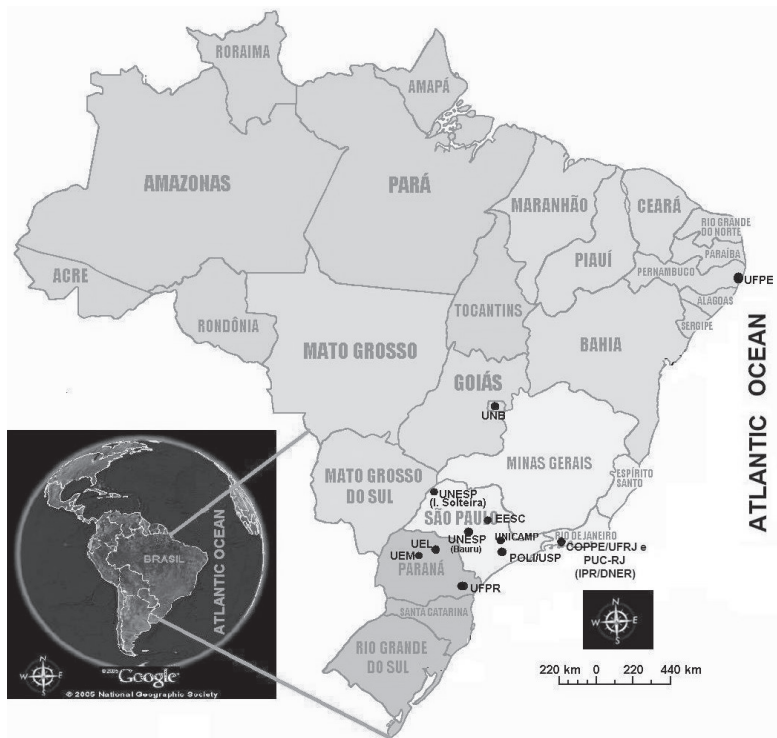 RORAIMA
AMAPÁ
AMAZONAS
PARÁ
MARANHÃO
CEARÁ
RIO GRANDE
DO NORTE
PARAÍBA
PIAUÍ
PERNAMBUCO
UFPE
ACRE
ALAGOAS
SERGIPE
TOCANTINS
RONDÔNIA
BAHIA
MATO GROSSO
GOIÁS
UNB
ATLANTIC OCEAN
MINAS GERAIS
ESPÍRITO
SANTO
MATO GROSSO
DO SUL
UNESP
(I. Solteira)
SÃO PAULO
EESC
UNESP
(Bauru)
UNICAMP
POLI/USP
RIO DE JANEIRO
COPPE/UFRJ e
PUC-RJ
(IPR/DNER)
UEL
UEM
PARANÁ
UFPR
SANTA CATARINA
RIO GRANDE
DO SUL
BRASIL
ATLANTIC OCEAN
N
W E
S
©2005 Google
© 2005 National Geographic Society
N
W E
S
220 km 0 220 km 440 km